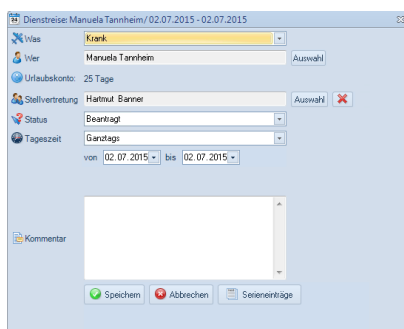 24 Dienstreise: Manuela Tannheim/ 02.07.2015 - 02.07.2015
Was Krank
Wer Manuela Tannheim Auswahl
Urlaubskonto: 25 Tage
Stellvertretung Hartmut Banner Auswahl
Status Beantragt
Tageszeit Ganztags
von 02.07.2015 bis 02.07.2015
Kommentar
Speichern Abbrechen Serieneinträge